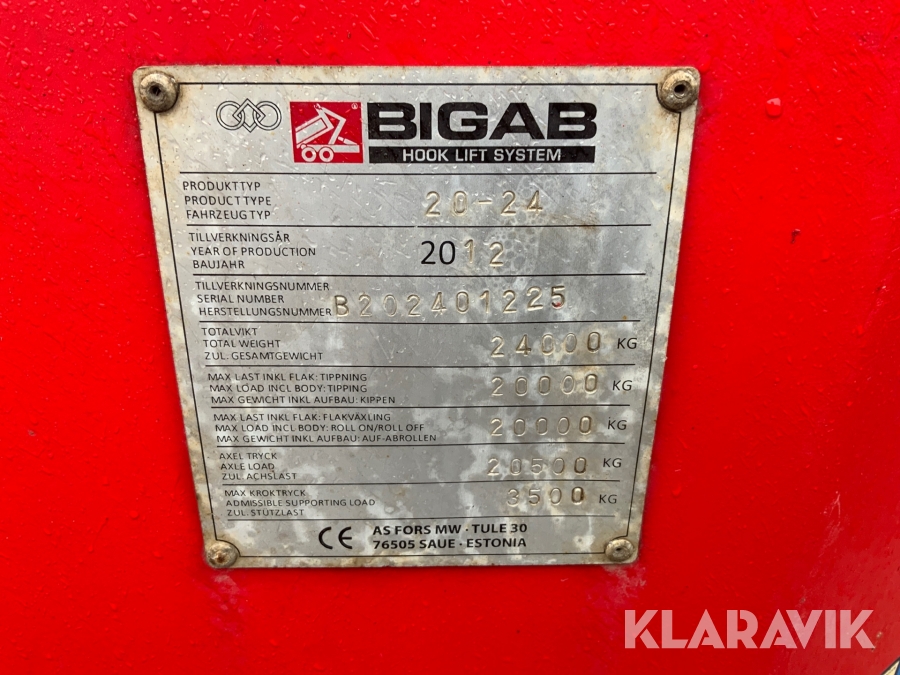 BIGAB
HOOK LIFT SYSTEM
PRODUKTTYP
PRODUCT TYPE
FAHRZEUGTYP
20-24
TILLVERKNINGSÅR
YEAR OF PRODUCTION
BAUJAHR
2012
TILLVERKNINGSNUMMER
SERIAL NUMBER
HERSTELLUNGSNUMMER
B202401225
TOTALVIKT
TOTAL WEIGHT
ZUL. GESAMTGEWICHT
24000 KG
MAX LAST INKL FLAK: TIPPNING
MAX LOAD INCL BODY: TIPPING
MAX GEWICHT INKL AUFBAU: KIPPEN
20000 KG
MAX LAST INKL FLAK: FLAKVÄXLING
MAX LOAD INCL BODY: ROLL ON/ROLL OFF
MAX GEWICHT INKL AUFBAU: AUF-ABROLLEN
20000 KG
AXEL TRYCK
AXLE LOAD
ZUL. ACHSLAST
20500 KG
MAX KROKTRYCK
ADMISSIBLE SUPPORTING LOAD
ZUL. STÜTZLAST
3500 KG
CE
AS FORS MW · TULE 30
76505 SAUE · ESTONIA
KLARAVIK